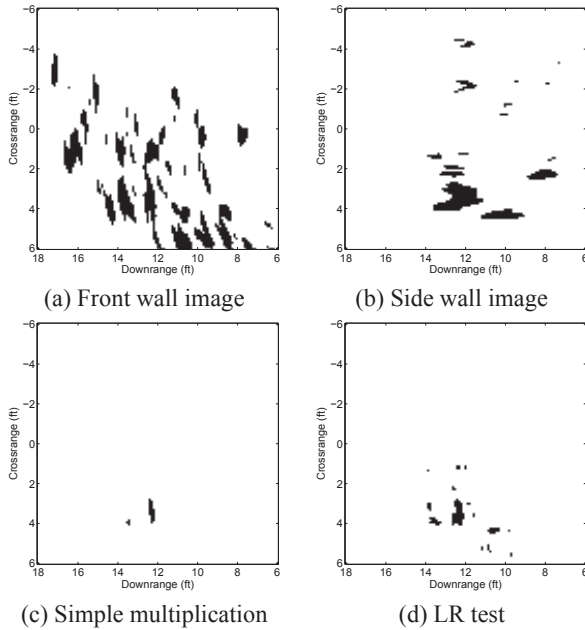 −6
−4
−2
0
2
4
6
Crossrange (ft)
18 16 14 12 10 8 6
Downrange (ft)
(a) Front wall image
−6
−4
−2
0
2
4
6
Crossrange (ft)
18 16 14 12 10 8 6
Downrange (ft)
(b) Side wall image
−6
−4
−2
0
2
4
6
Crossrange (ft)
18 16 14 12 10 8 6
Downrange (ft)
(c) Simple multiplication
−6
−4
−2
0
2
4
6
Crossrange (ft)
18 16 14 12 10 8 6
Downrange (ft)
(d) LR test